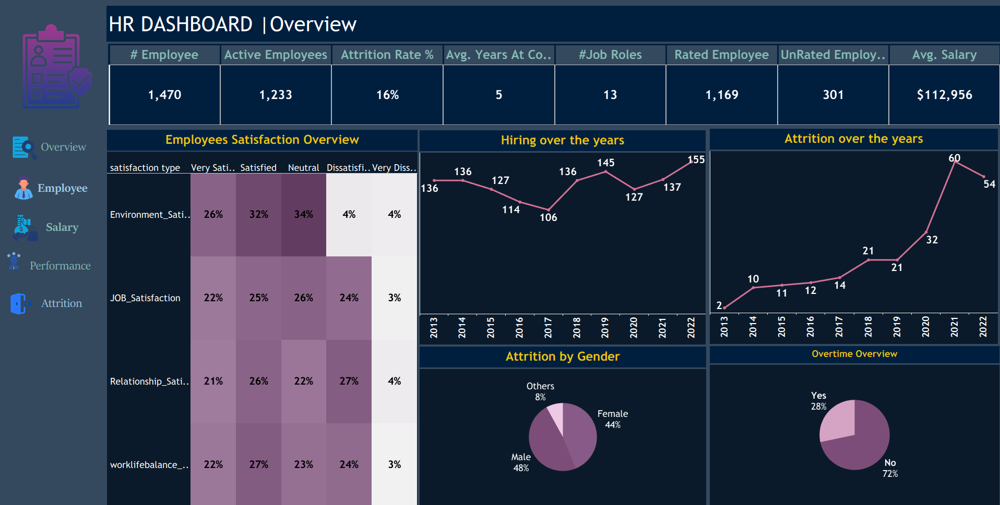 HR DASHBOARD |Overview
# Employee Active Employees Attrition Rate % Avg. Years At Co.. #Job Roles Rated Employee UnRated Employ.. Avg. Salary
1,470 1,233 16% 5 13 1,169 301 $112,956
Overview
Employee
Salary
Performance
Attrition
Employees Satisfaction Overview
satisfaction type Very Sati.. Satisfied Neutral Dissatisfi.. Very Diss..
Environment_Sati.. 26% 32% 34% 4% 4%
JOB_Satisfaction 22% 25% 26% 24% 3%
Relationship_Sati.. 21% 26% 22% 27% 4%
worklifebalance_.. 22% 27% 23% 24% 3%
Hiring over the years
136 136 127 114 106 136 145 127 137 155
2013 2014 2015 2016 2017 2018 2019 2020 2021 2022
Attrition over the years
2 10 11 12 14 21 21 32 60 54
2013 2014 2015 2016 2017 2018 2019 2020 2021 2022
Attrition by Gender
Others
8%
Female
44%
Male
48%
Overtime Overview
Yes
28%
No
72%